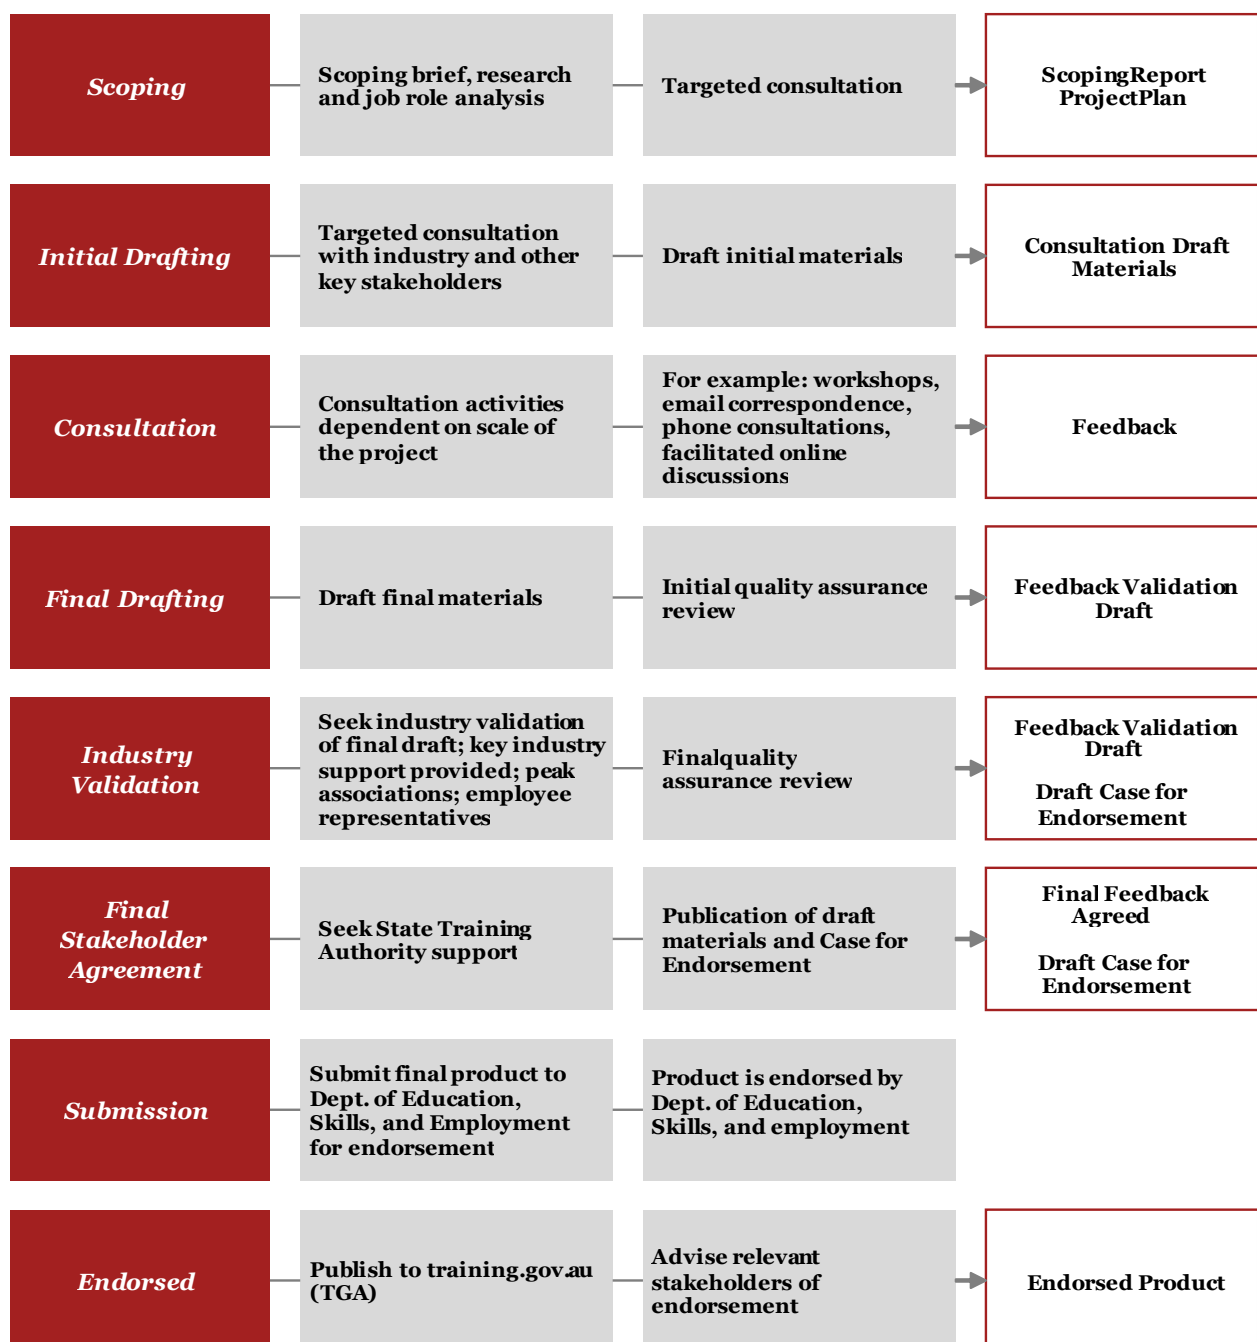 Scoping
Scoping brief, research
and job role analysis
Targeted consultation
ScopingReport
ProjectPlan
Initial Drafting
Targeted consultation
with industry and other
key stakeholders
Draft initial materials
Consultation Draft
Materials
Consultation
Consultation activities
dependent on scale of
the project
For example: workshops,
email correspondence,
phone consultations,
facilitated online
discussions
Feedback
Final Drafting
Draft final materials
Initial quality assurance
review
Feedback Validation
Draft
Industry
Validation
Seek industry validation
of final draft; key industry
support provided; peak
associations; employee
representatives
Finalquality
assurance review
Feedback Validation
Draft
Draft Case for
Endorsement
Final
Stakeholder
Agreement
Seek State Training
Authority support
Publication of draft
materials and Case for
Endorsement
Final Feedback
Agreed
Draft Case for
Endorsement
Submission
Submit final product to
Dept. of Education,
Skills, and Employment
for endorsement
Product is endorsed by
Dept. of Education,
Skills, and employment
Endorsed
Publish to training.gov.au
(TGA)
Advise relevant
stakeholders of
endorsement
Endorsed Product